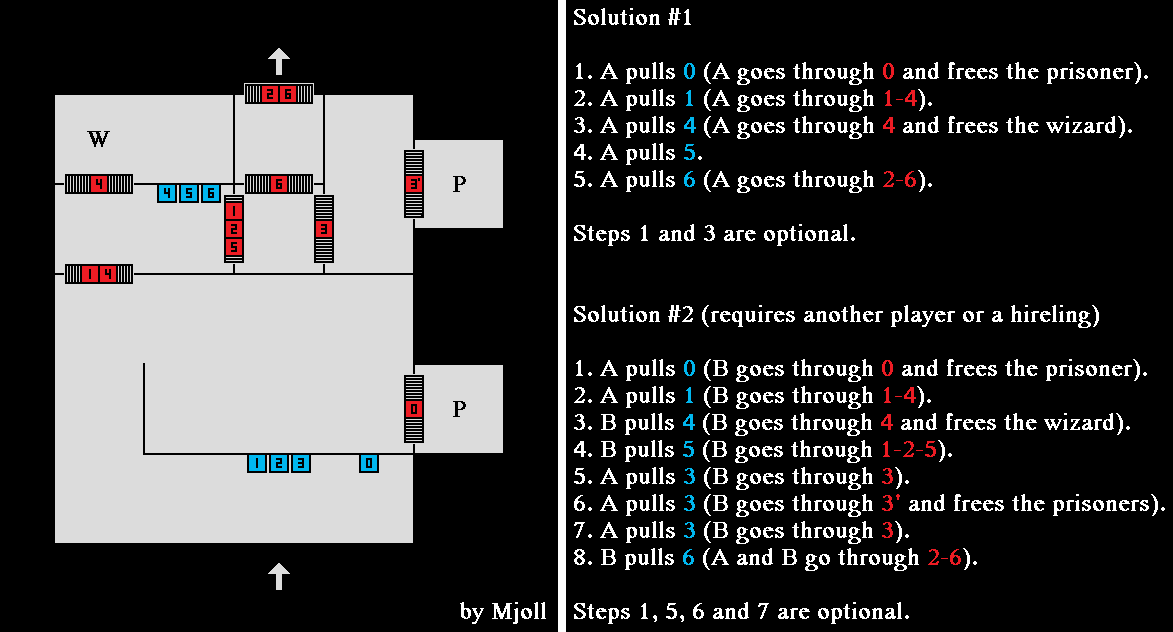 2 6
W
4
4 5 6
6
3'
P
1
2
5
3
1 4
0
P
1 2 3
0
by Mjoll
Solution #1
1. A pulls 0 (A goes through 0 and frees the prisoner).
2. A pulls 1 (A goes through 1-4).
3. A pulls 4 (A goes through 4 and frees the wizard).
4. A pulls 5.
5. A pulls 6 (A goes through 2-6).
Steps 1 and 3 are optional.
Solution #2 (requires another player or a hireling)
1. A pulls 0 (B goes through 0 and frees the prisoner).
2. A pulls 1 (B goes through 1-4).
3. B pulls 4 (B goes through 4 and frees the wizard).
4. B pulls 5 (B goes through 1-2-5).
5. A pulls 3 (B goes through 3).
6. A pulls 3 (B goes through 3' and frees the prisoners).
7. A pulls 3 (B goes through 3).
8. B pulls 6 (A and B go through 2-6).
Steps 1, 5, 6 and 7 are optional.